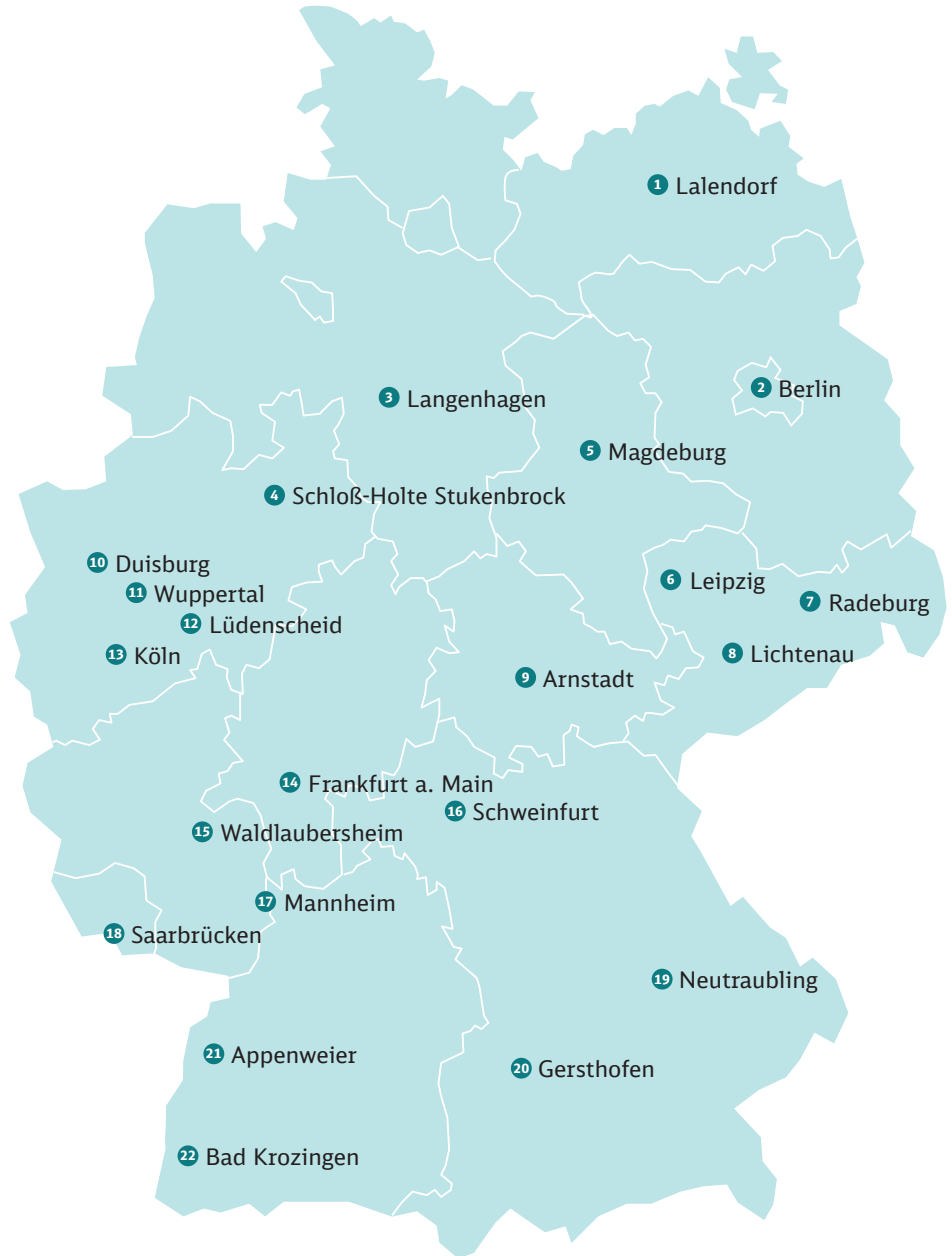 1 Lalendorf
2 Berlin
3 Langenhagen
5 Magdeburg
4 Schloß-Holte Stukenbrock
10 Duisburg
6 Leipzig
11 Wuppertal
7 Radeburg
12 Lüdenscheid
13 Köln
8 Lichtenau
9 Arnstadt
14 Frankfurt a. Main
16 Schweinfurt
15 Waldlaubersheim
17 Mannheim
18 Saarbrücken
19 Neutraubling
21 Appenweier
20 Gersthofen
22 Bad Krozingen